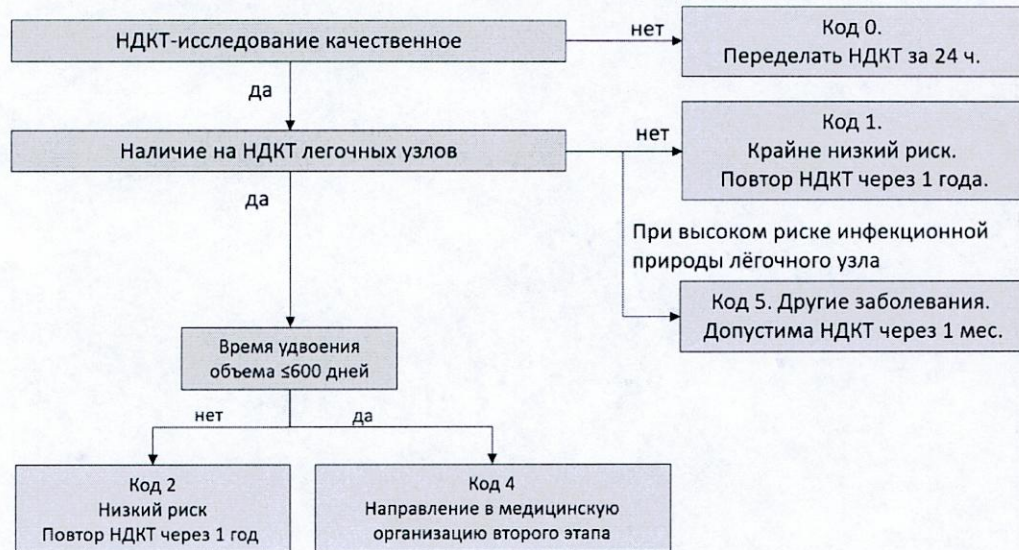 НДКТ-исследование качественное
нет
Код 0.
Переделать НДКТ за 24 ч.
да
Наличие на НДКТ легочных узлов
нет
Код 1.
Крайне низкий риск.
Повтор НДКТ через 1 года.
да
При высоком риске инфекционной
природы лёгочного узла
Код 5. Другие заболевания.
Допустима НДКТ через 1 мес.
Время удвоения
объема ≤600 дней
нет
да
Код 2
Низкий риск
Повтор НДКТ через 1 год
Код 4
Направление в медицинскую
организацию второго этапа